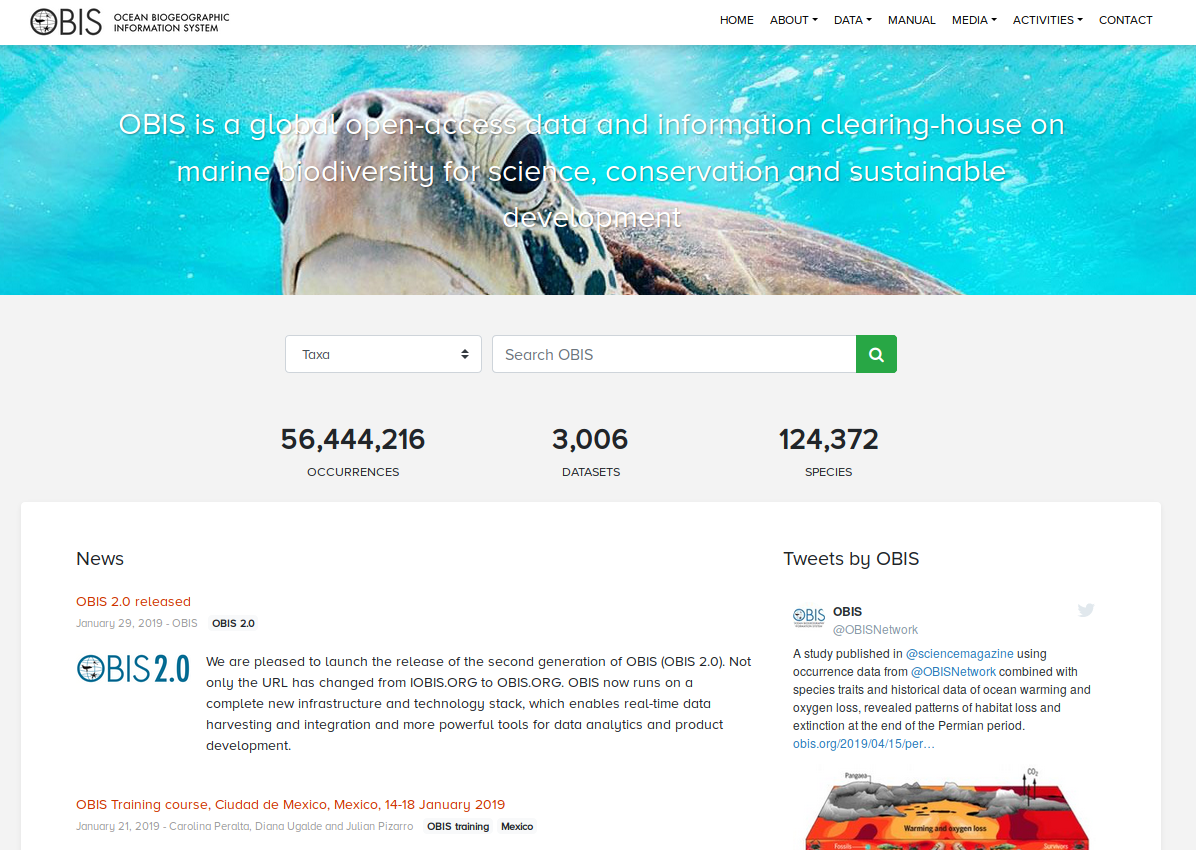 OBIS OCEAN BIOGEOGRAPHIC
INFORMATION SYSTEM
HOME ABOUT DATA MANUAL MEDIA ACTIVITIES CONTACT
OBIS is a global open-access data and information clearing-house on
marine biodiversity for science, conservation and sustainable
development
Taxa
Search OBIS
56,444,216 3,006 124,372
OCCURRENCES DATASETS SPECIES
News
OBIS 2.0 released
January 29, 2019 - OBIS OBIS 2.0
OBIS 2.0
We are pleased to launch the release of the second generation of OBIS (OBIS 2.0). Not
only the URL has changed from IOBIS.ORG to OBIS.ORG. OBIS now runs on a
complete new infrastructure and technology stack, which enables real-time data
harvesting and integration and more powerful tools for data analytics and product
development.
OBIS Training course, Ciudad de Mexico, Mexico, 14-18 January 2019
January 21, 2019 - Carolina Peralta, Diana Ugalde and Julian Pizarro OBIS training Mexico
Tweets by OBIS
OBIS
OBIS
@OBISNetwork
A study published in @sciencemagazine using
occurrence data from @OBISNetwork combined with
species traits and historical data of ocean warming and
oxygen loss, revealed patterns of habitat loss and
extinction at the end of the Permian period.
obis.org/2019/04/15/per…
Pangaea
CO2
Warming and oxygen loss
Fossils
Survivors